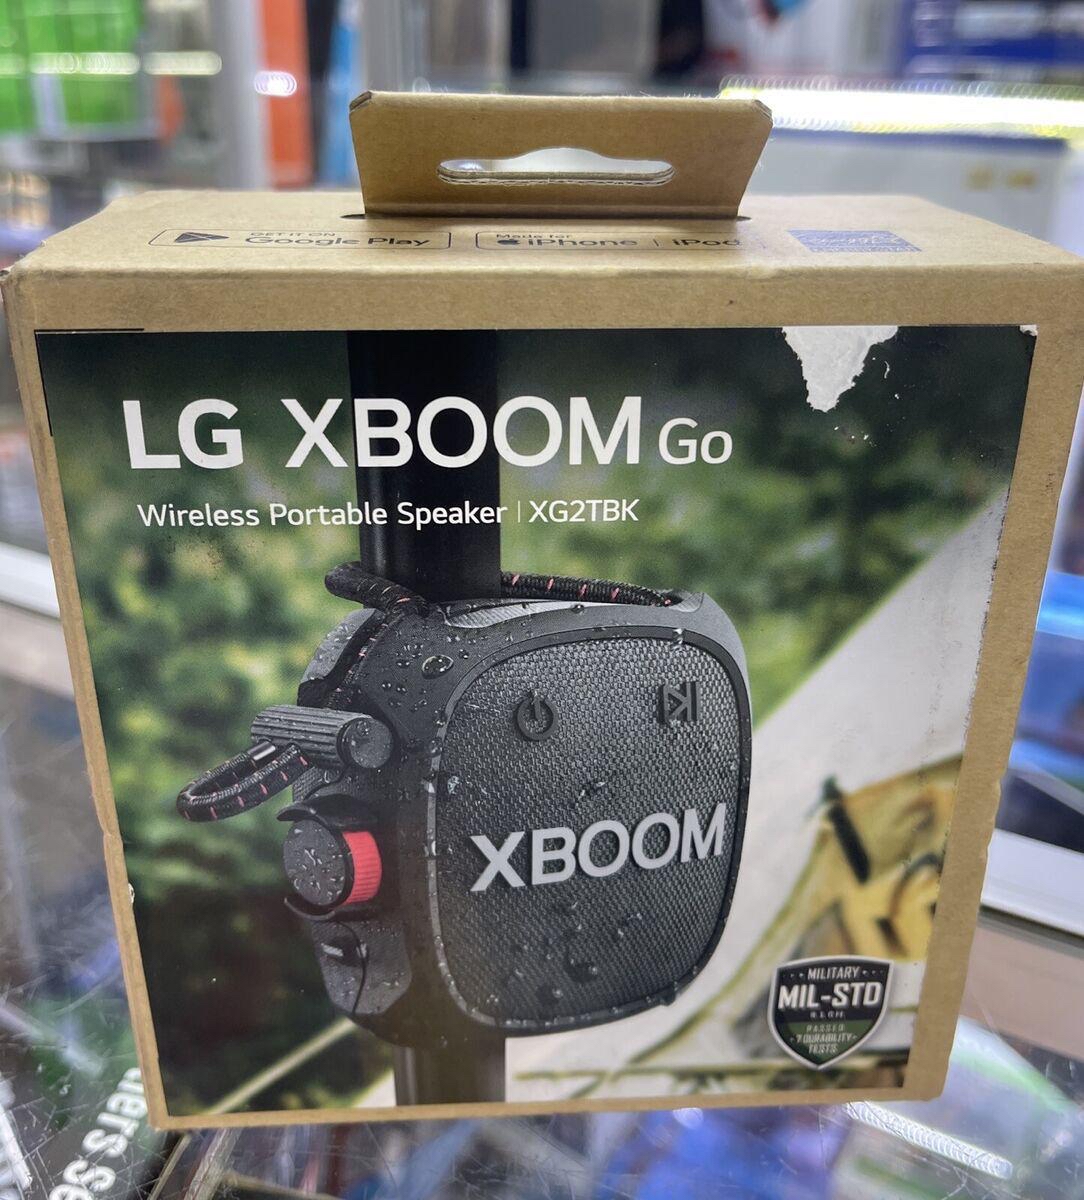 GET IT ON
Google Play
Made for
iPhone | iPod
LG XBOOM Go
Wireless Portable Speaker | XG2TBK
XBOOM
MILITARY
MIL-STD
PASSED
7 DURABILITY
TESTS